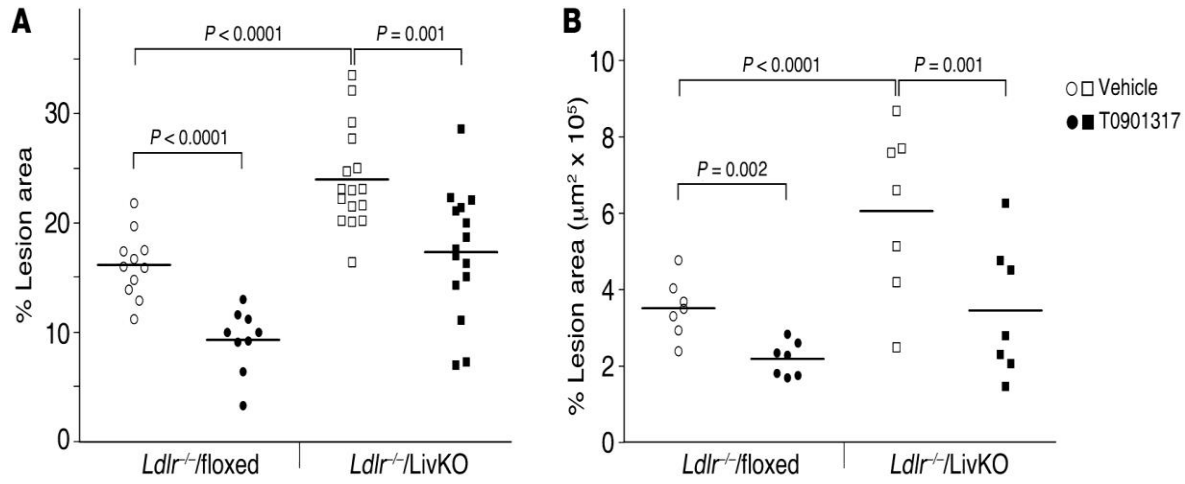 A
P < 0.0001
P = 0.001
P < 0.0001
% Lesion area
30
20
10
0
Ldlr⁻/⁻/floxed
Ldlr⁻/⁻/LivKO
B
P < 0.0001
P = 0.001
P = 0.002
% Lesion area (μm² x 10⁵)
10
8
6
4
2
0
Ldlr⁻/⁻/floxed
Ldlr⁻/⁻/LivKO
Vehicle
T0901317